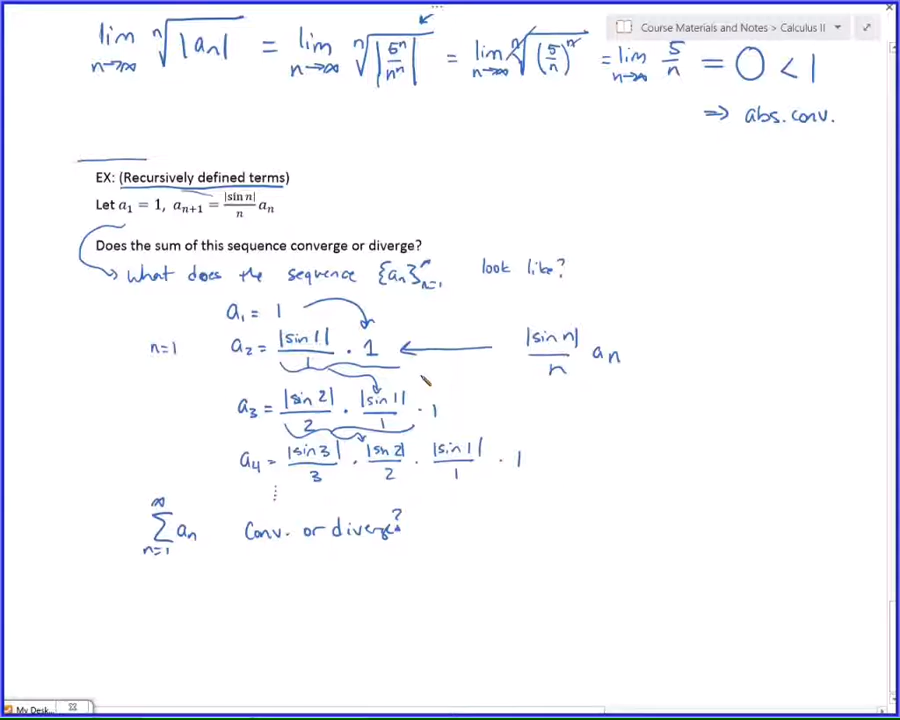 Course Materials and Notes > Calculus II
lim n→∞ ⁿ√|aₙ| = lim n→∞ ⁿ√|5ⁿ/nⁿ| = lim n→∞ ⁿ√(5/n)ⁿ = lim n→∞ 5/n = 0 < 1
⇒ abs. conv.
EX: (Recursively defined terms)
Let a₁ = 1, aₙ₊₁ = |sin n|/n aₙ
Does the sum of this sequence converge or diverge?
What does the sequence {aₙ}ₙ₌₁^∞ look like?
a₁ = 1
n=1 a₂ = |sin 1|/1 · 1 ← |sin n|/n aₙ
a₃ = |sin 2|/2 · |sin 1|/1 · 1
a₄ = |sin 3|/3 · |sin 2|/2 · |sin 1|/1 · 1
⋮
∞ Σ n=1 aₙ Conv. or diverge?
My Desk...